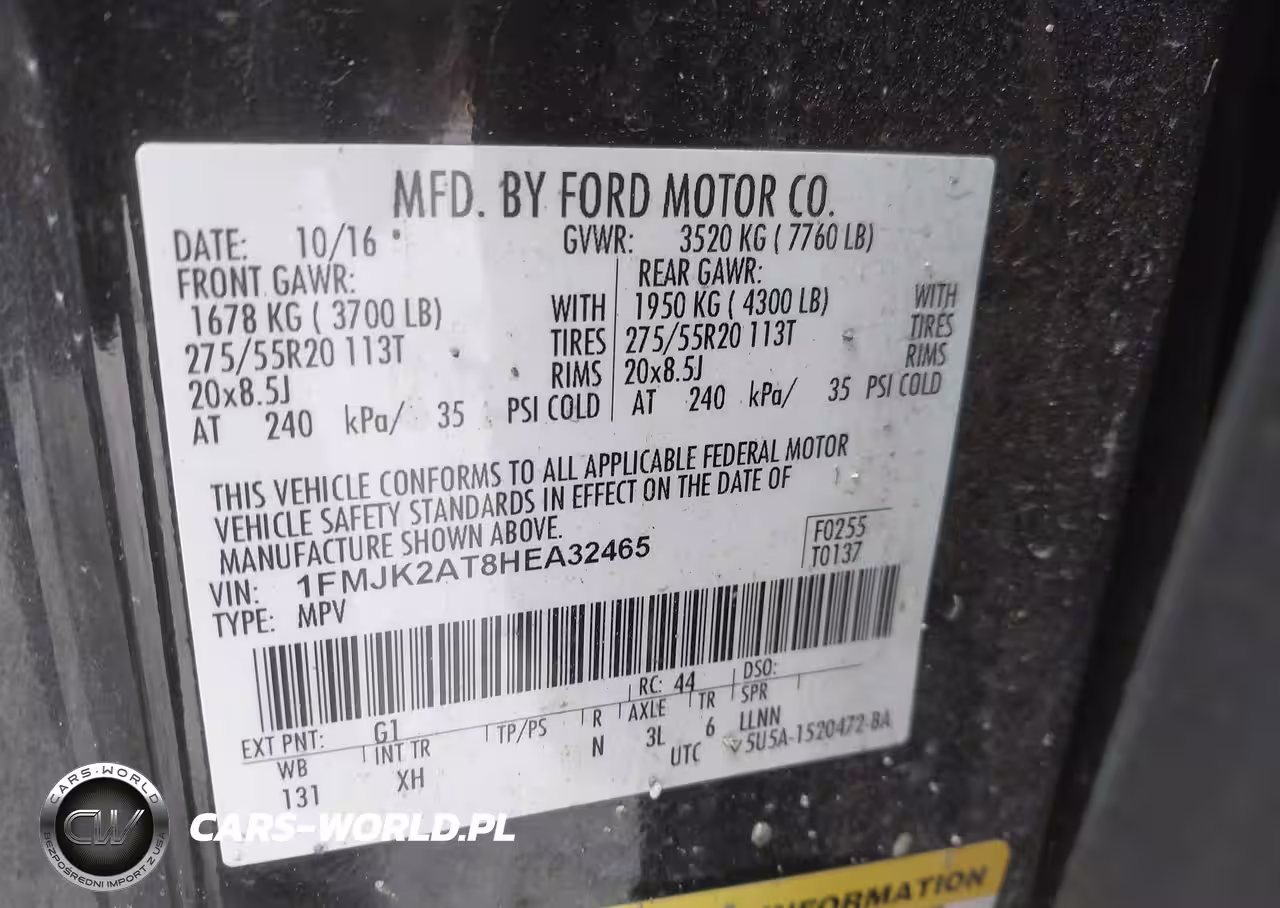 MFD. BY FORD MOTOR CO.
DATE: 10/16 GVWR: 3520 KG ( 7760 LB)
FRONT GAWR: REAR GAWR:
1678 KG ( 3700 LB) WITH 1950 KG ( 4300 LB) WITH
275/55R20 113T TIRES 275/55R20 113T TIRES
20x8.5J RIMS 20x8.5J RIMS
AT 240 kPa/ 35 PSI COLD AT 240 kPa/ 35 PSI COLD
THIS VEHICLE CONFORMS TO ALL APPLICABLE FEDERAL MOTOR
VEHICLE SAFETY STANDARDS IN EFFECT ON THE DATE OF
MANUFACTURE SHOWN ABOVE.
VIN: 1FMJK2AT8HEA32465 F0255
TYPE: MPV T0137
EXT PNT: G1 RC: 44 DSO:
WB INT TR TP/PS R AXLE TR SPR
131 XH N 3L 6 LLNN
UTC 5U5A-1520472-BA
CARS-WORLD
CW
BEZPOŚREDNI IMPORT Z USA
CARS-WORLD.PL
INFORMATION